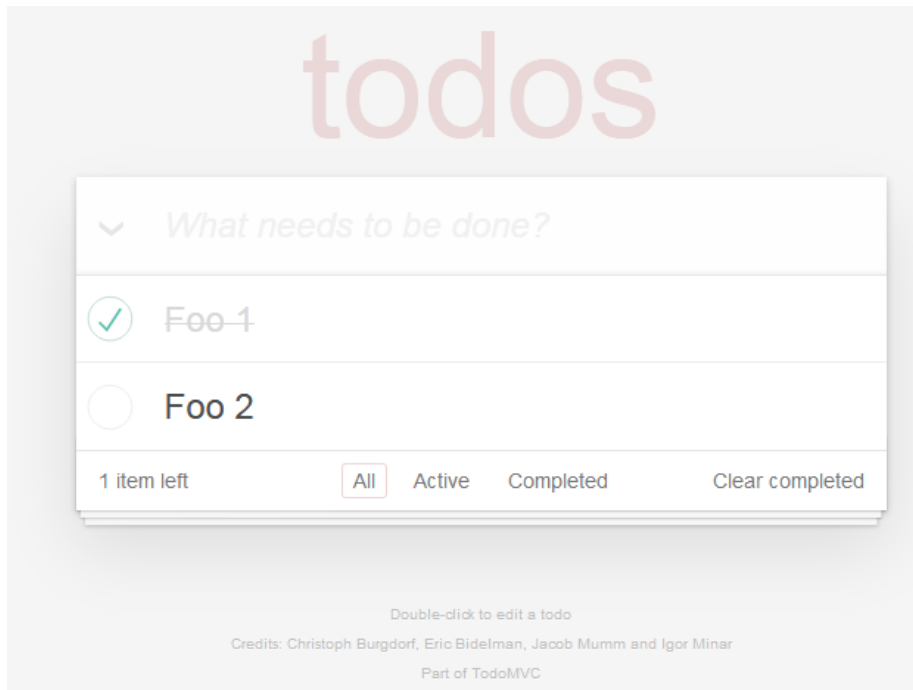 todos
What needs to be done?
Foo 1
Foo 2
1 item left All Active Completed Clear completed
Double-click to edit a todo
Credits: Christoph Burgdorf, Eric Bidelman, Jacob Mumm and Igor Minar
Part of TodoMVC